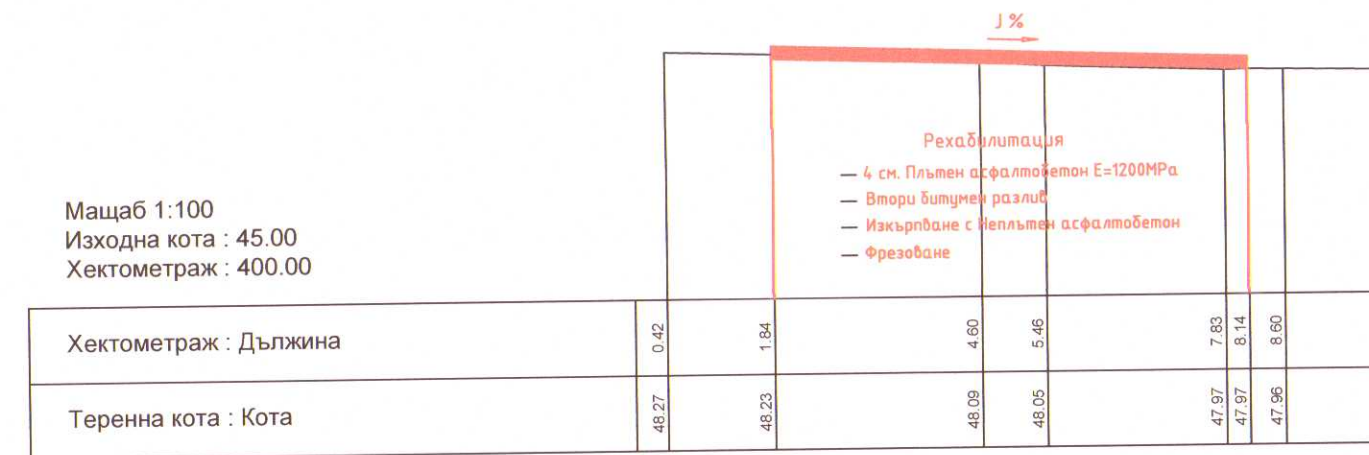 J %
Рехабилитация
— 4 см. Плътен асфалтобетон E=1200MPa
— Втори битумен разлив
— Изкърпване с Неплътен асфалтобетон
— Фрезоване
Мащаб 1:100
Изходна кота : 45.00
Хектометраж : 400.00
Хектометраж : Дължина 0.42 1.84 4.60 5.46 7.83 8.14 8.60
Теренна кота : Кота 48.27 48.23 48.09 48.05 47.97 47.97 47.96